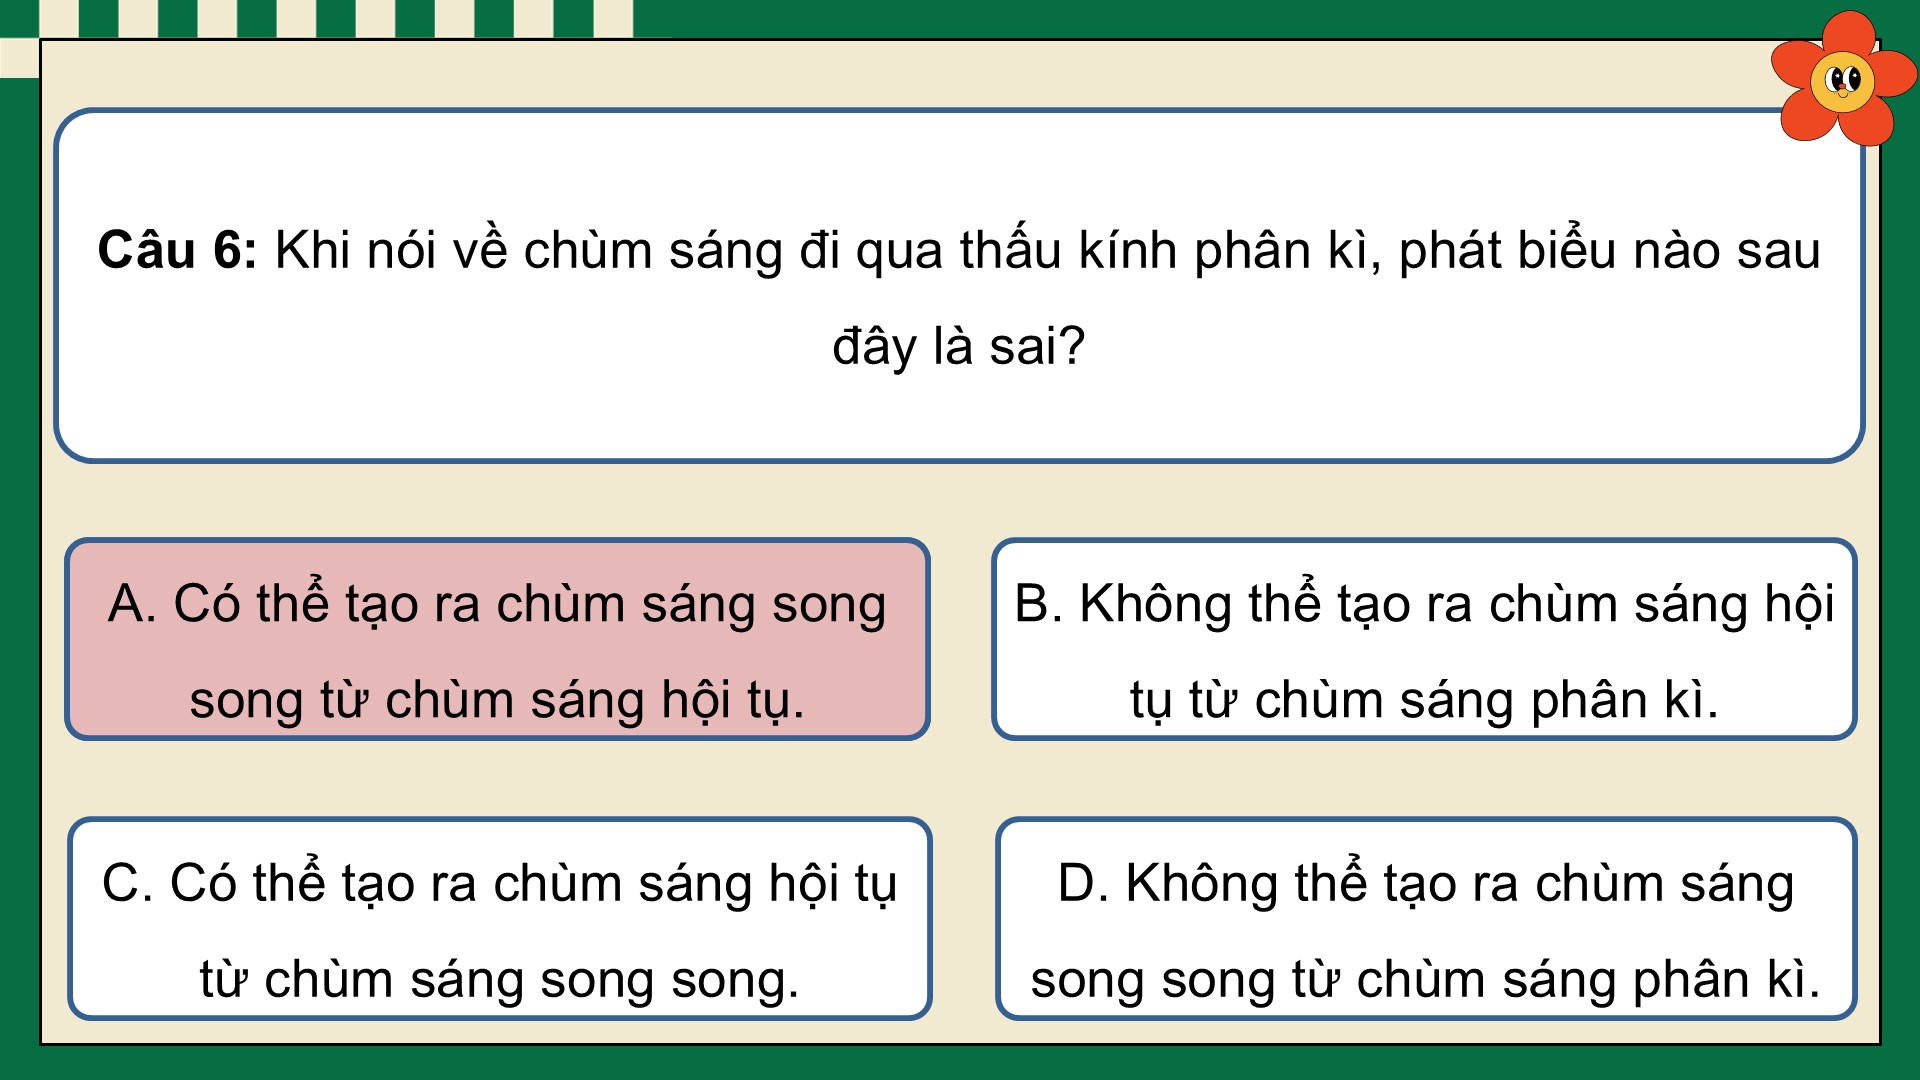 Câu 6: Khi nói về chùm sáng đi qua thấu kính phân kì, phát biểu nào sau
đây là sai?
A. Có thể tạo ra chùm sáng song
song từ chùm sáng hội tụ.
B. Không thể tạo ra chùm sáng hội
tụ từ chùm sáng phân kì.
C. Có thể tạo ra chùm sáng hội tụ
từ chùm sáng song song.
D. Không thể tạo ra chùm sáng
song song từ chùm sáng phân kì.